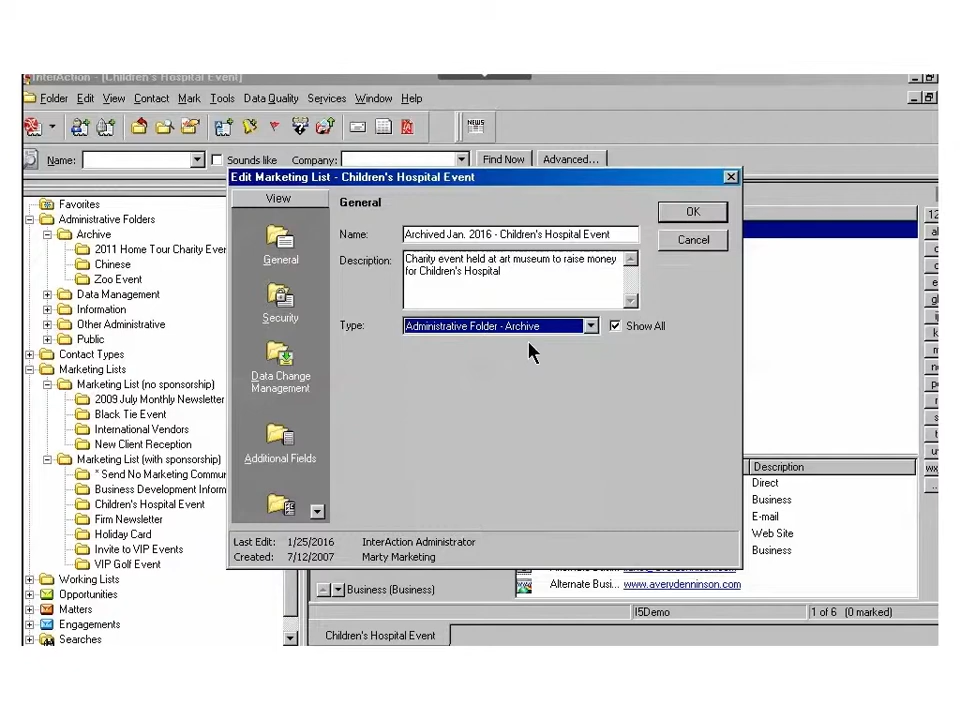 InterAction - [Children's Hospital Event]
Folder Edit View Contact Mark Tools Data Quality Services Window Help
NEWS
Name: Sounds like Company: Find Now Advanced...
Edit Marketing List - Children's Hospital Event
View
General
Security
Data Change
Management
Additional Fields
General
Name: Archived Jan. 2016 - Children's Hospital Event
Description: Charity event held at art museum to raise money
for Children's Hospital
Type: Administrative Folder - Archive Show All
OK
Cancel
Last Edit: 1/25/2016 InterAction Administrator
Created: 7/12/2007 Marty Marketing
Favorites
Administrative Folders
Archive
2011 Home Tour Charity Ever
Chinese
Zoo Event
Data Management
Information
Other Administrative
Public
Contact Types
Marketing Lists
Marketing List (no sponsorship)
2009 July Monthly Newsletter
Black Tie Event
International Vendors
New Client Reception
Marketing List (with sponsorship)
* Send No Marketing Commur
Business Development Inform
Children's Hospital Event
Firm Newsletter
Holiday Card
Invite to VIP Events
VIP Golf Event
Working Lists
Opportunities
Matters
Engagements
Searches
12
wx
Description
Direct
Business
E-mail
Web Site
Business
Alternate Busi... www.averydenninson.com
Business (Business)
I5Demo 1 of 6 (0 marked)
Children's Hospital Event